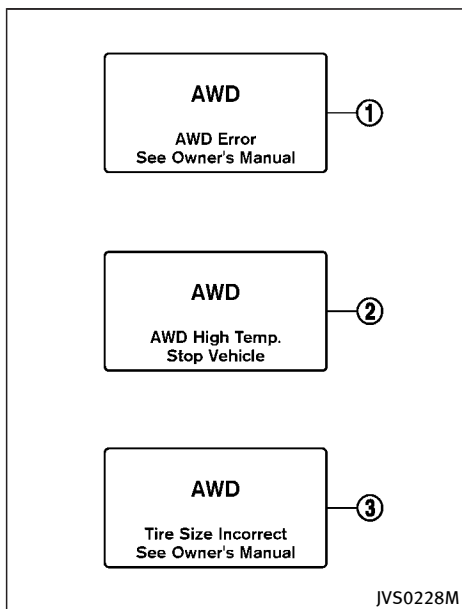 AWD
AWD Error
See Owner's Manual
1
AWD
AWD High Temp.
Stop Vehicle
2
AWD
Tire Size Incorrect
See Owner's Manual
3
JVS0228M